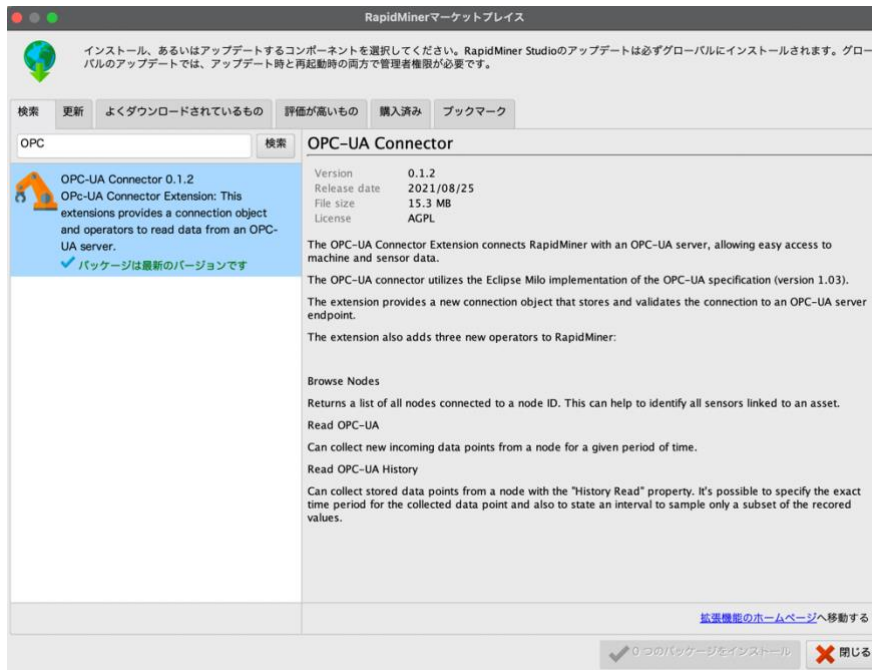 RapidMinerマーケットプレイス
インストール、あるいはアップデートするコンポーネントを選択してください。RapidMiner Studioのアップデートは必ずグローバルにインストールされます。グロー
バルのアップデートでは、アップデート時と再起動時の両方で管理者権限が必要です。
検索 更新 よくダウンロードされているもの 評価が高いもの 購入済み ブックマーク
OPC 検索
OPC-UA Connector 0.1.2
OPc-UA Connector Extension: This
extensions provides a connection object
and operators to read data from an OPC-
UA server.
パッケージは最新のバージョンです
OPC-UA Connector
Version 0.1.2
Release date 2021/08/25
File size 15.3 MB
License AGPL
The OPC-UA Connector Extension connects RapidMiner with an OPC-UA server, allowing easy access to
machine and sensor data.
The OPC-UA connector utilizes the Eclipse Milo implementation of the OPC-UA specification (version 1.03).
The extension provides a new connection object that stores and validates the connection to an OPC-UA server
endpoint.
The extension also adds three new operators to RapidMiner:
Browse Nodes
Returns a list of all nodes connected to a node ID. This can help to identify all sensors linked to an asset.
Read OPC-UA
Can collect new incoming data points from a node for a given period of time.
Read OPC-UA History
Can collect stored data points from a node with the "History Read" property. It's possible to specify the exact
time period for the collected data point and also to state an interval to sample only a subset of the recored
values.
拡張機能のホームページへ移動する
0 つのパッケージをインストール 閉じる